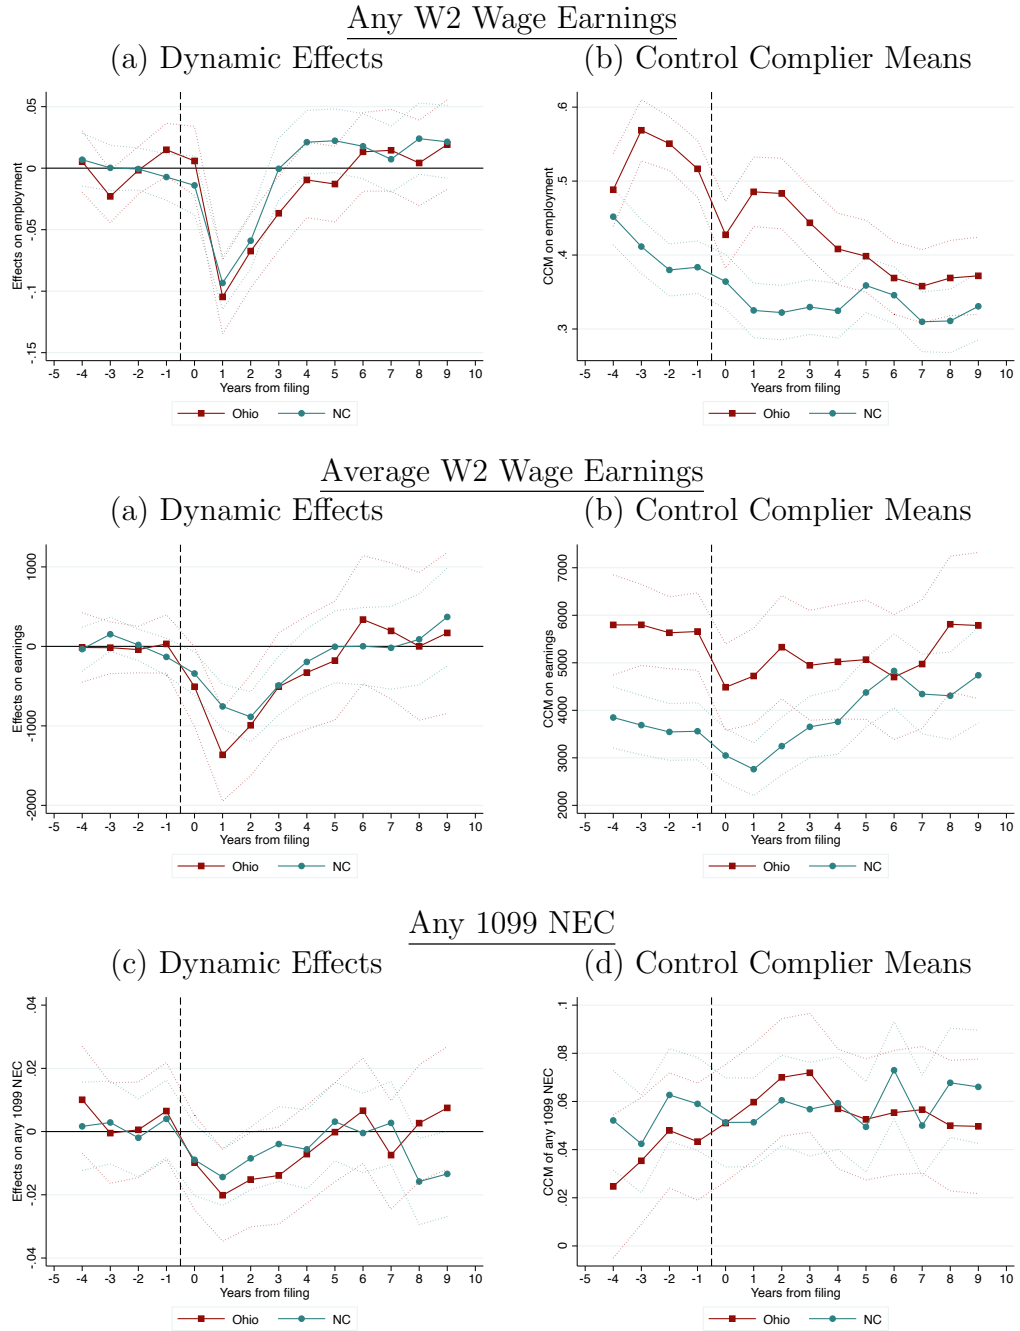 Any W2 Wage Earnings
(a) Dynamic Effects
(b) Control Complier Means
Effects on employment
.05
0
-.05
-.1
-.15
-5 -4 -3 -2 -1 0 1 2 3 4 5 6 7 8 9 10
Years from filing
Ohio NC
CCM on employment
.6
.5
.4
.3
-5 -4 -3 -2 -1 0 1 2 3 4 5 6 7 8 9 10
Years from filing
Ohio NC
Average W2 Wage Earnings
(a) Dynamic Effects
(b) Control Complier Means
Effects on earnings
1000
0
-1000
-2000
-5 -4 -3 -2 -1 0 1 2 3 4 5 6 7 8 9 10
Years from filing
Ohio NC
CCM on earnings
7000
6000
5000
4000
3000
2000
-5 -4 -3 -2 -1 0 1 2 3 4 5 6 7 8 9 10
Years from filing
Ohio NC
Any 1099 NEC
(c) Dynamic Effects
(d) Control Complier Means
Effects on any 1099 NEC
.04
.02
0
-.02
-.04
-5 -4 -3 -2 -1 0 1 2 3 4 5 6 7 8 9 10
Years from filing
Ohio NC
CCM of any 1099 NEC
.1
.08
.06
.04
.02
0
-5 -4 -3 -2 -1 0 1 2 3 4 5 6 7 8 9 10
Years from filing
Ohio NC